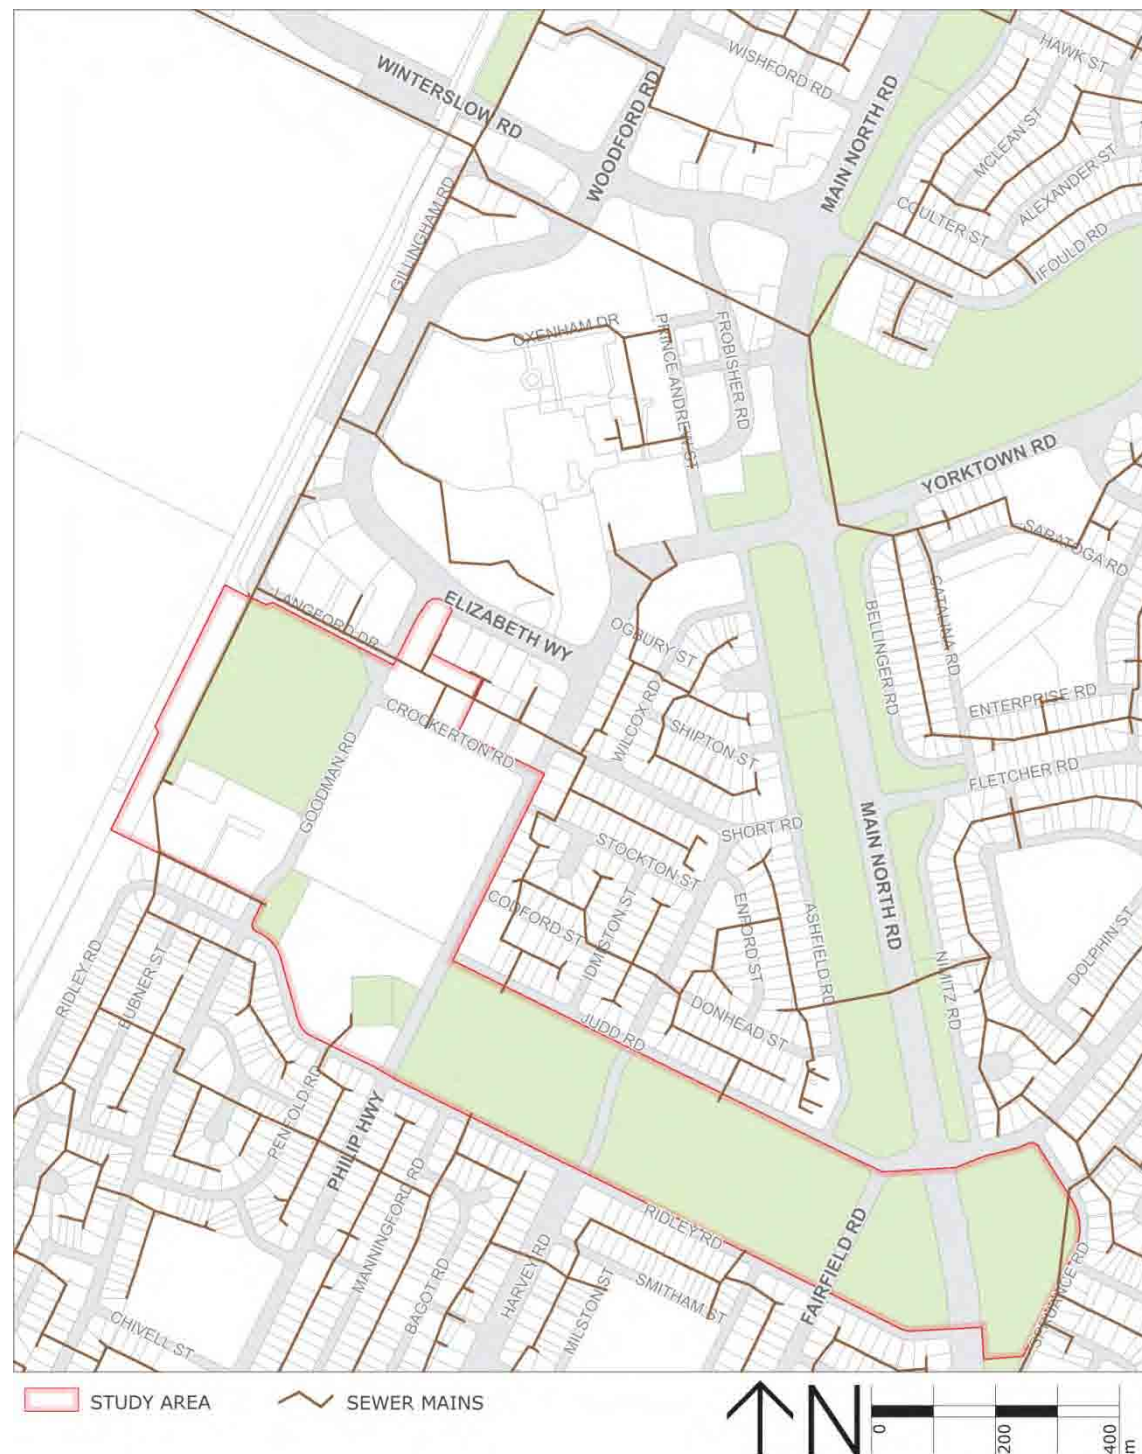 HAWK ST
WISHFORD RD
WINTERSLOW RD
WOODFORD RD
MAIN NORTH RD
MCLEAN ST
ALEXANDER ST
COULTER ST
IFOULD RD
GILLINGHAM RD
OXENHAM DR
PRINCE ANDREW ST
FROBISHER RD
YORKTOWN RD
SARATOGA RD
CATALINA RD
BELLINGER RD
LANGFORD DR
ELIZABETH WY
OGBURY ST
ENTERPRISE RD
CROCKERTON RD
WILCOX RD
SHIPTON ST
GOODMAN RD
FLETCHER RD
SHORT RD
STOCKTON ST
MAIN NORTH RD
CODFORD ST
IDMISTON ST
ENFORD ST
ASHFIELD RD
NIMITZ RD
DOLPHIN ST
RIDLEY RD
BUBNER ST
JUDD RD
DONHEAD ST
PENFOLD RD
PHILIP HWY
MANNINGFORD RD
BAGOT RD
HARVEY RD
RIDLEY RD
SMITHAM ST
MILSTON ST
FAIRFIELD RD
SPRUANCE RD
CHIVELL ST
STUDY AREA
SEWER MAINS
N
0
200
400
m